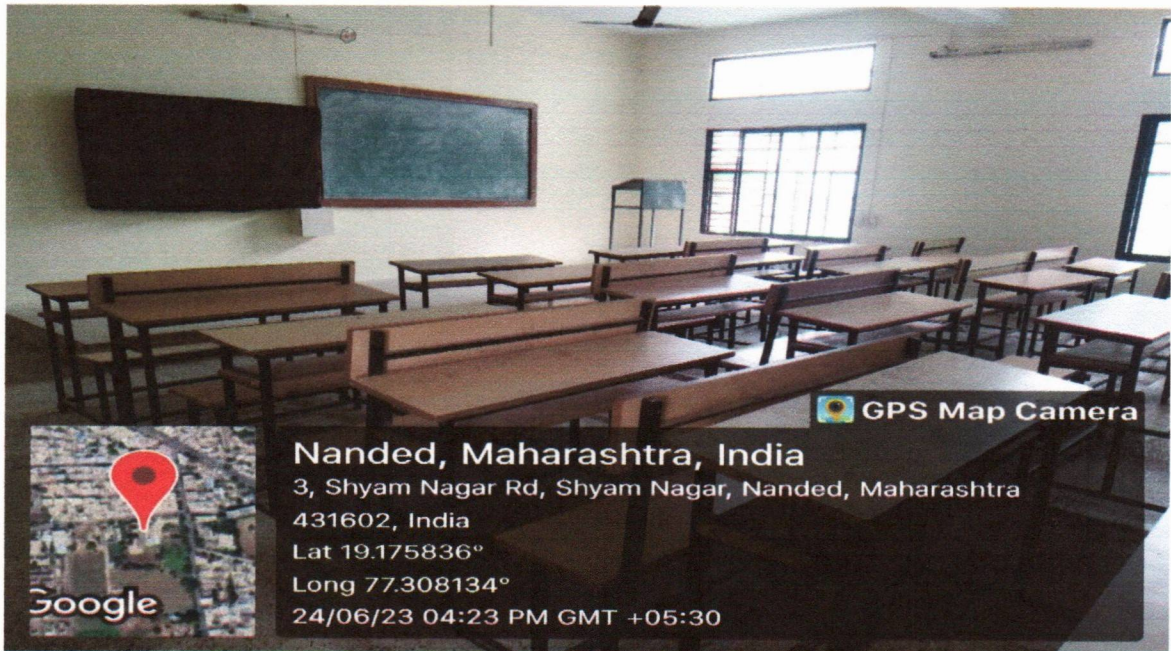 GPS Map Camera
Nanded, Maharashtra, India
3, Shyam Nagar Rd, Shyam Nagar, Nanded, Maharashtra
431602, India
Lat 19.175836°
Long 77.308134°
24/06/23 04:23 PM GMT +05:30
Google